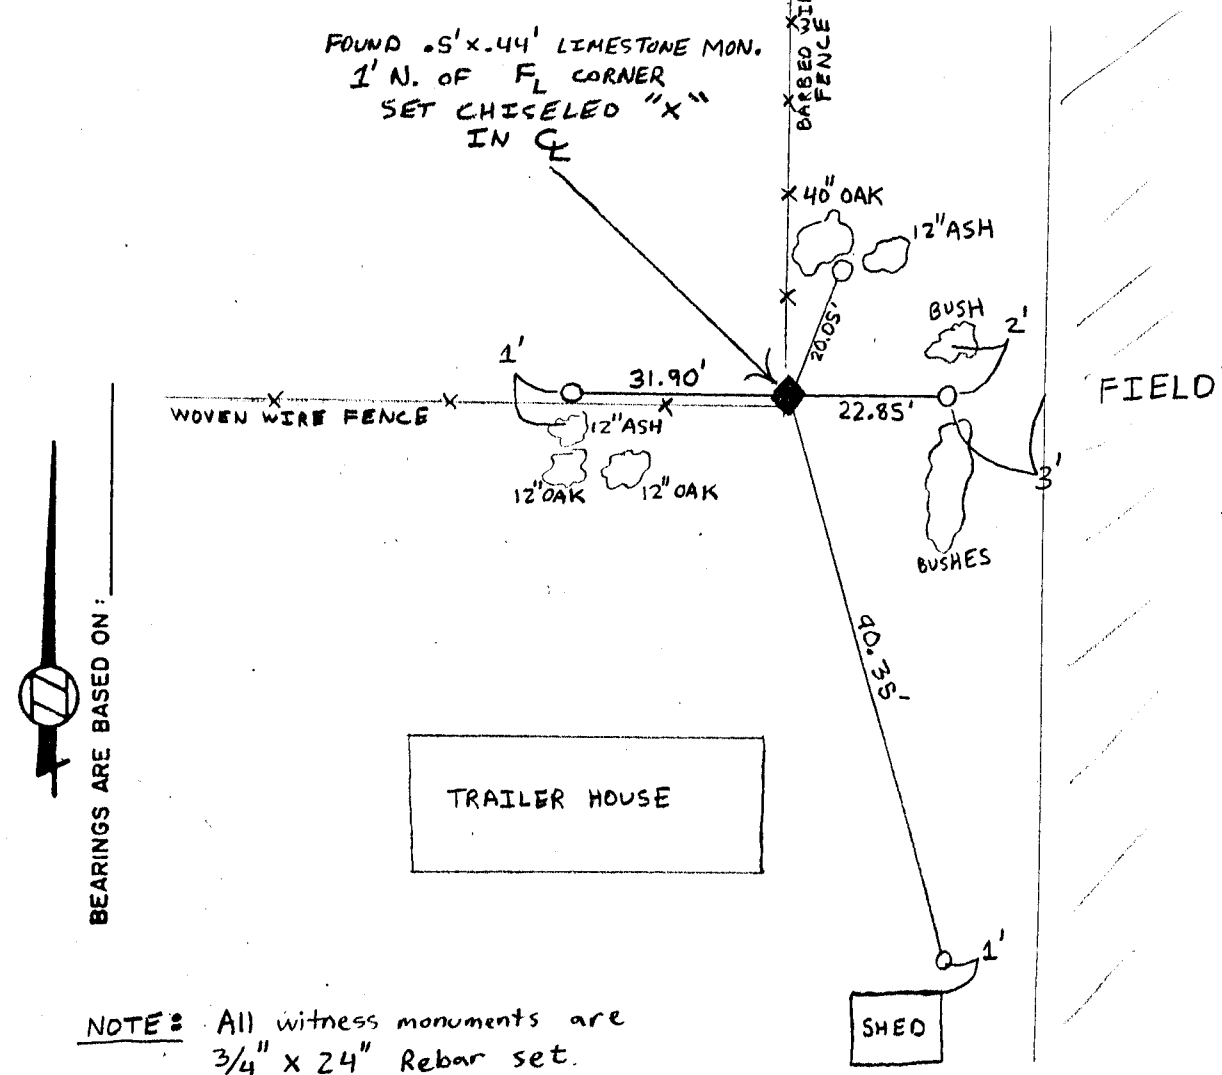 FOUND .5' x .44' LIMESTONE MON.
1' N. OF FL CORNER
SET CHISELED "X"
IN CL
BARBED
FENCE
40" OAK
12" ASH
20.05'
BUSH
2'
1'
31.90'
22.85'
FIELD
WOVEN WIRE FENCE
12" ASH
12" OAK
12" OAK
3'
BUSHES
90.35'
BEARINGS ARE BASED ON:
TRAILER HOUSE
1'
SHED
NOTE: All witness monuments are
3/4" x 24" Rebar set.